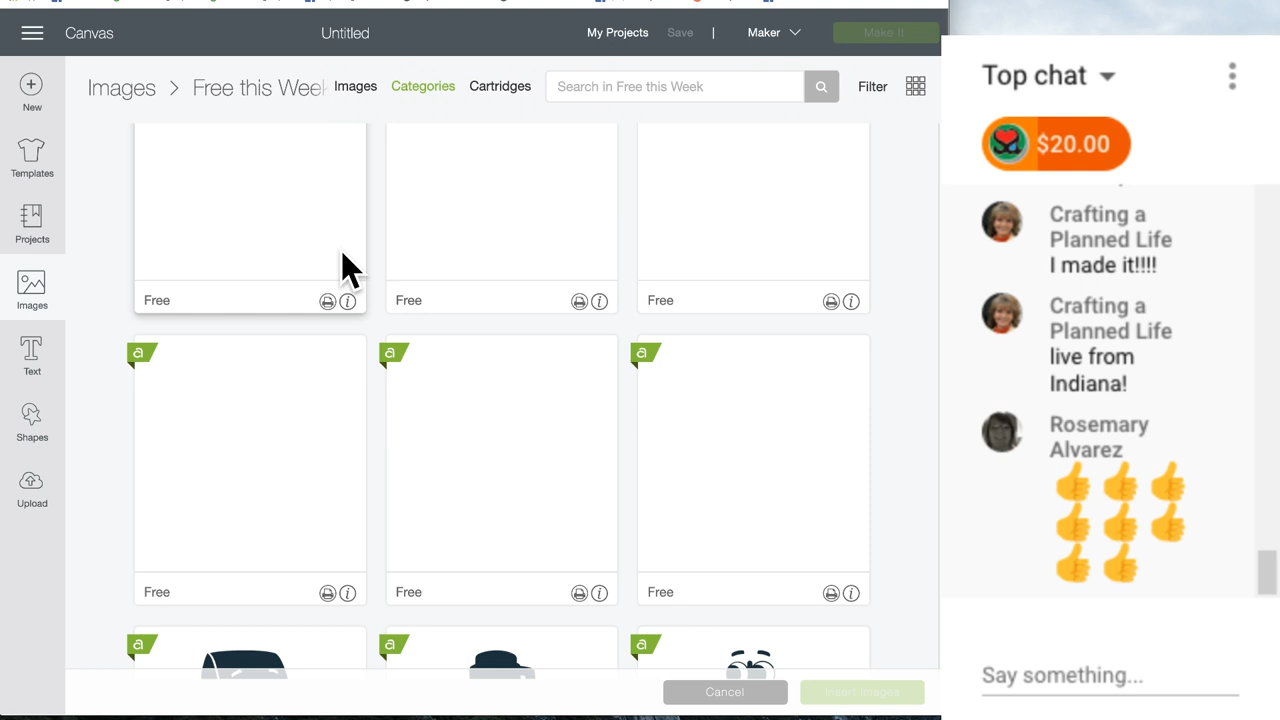 Canvas
Untitled
My Projects Save | Maker
Make It
Images > Free this Week
Images Categories Cartridges
Search in Free this Week
Filter
New
Templates
Projects
Images
Text
Shapes
Upload
Free
Free
Free
a
a
a
Free
Free
Free
a
a
a
Cancel
Insert Images
Top chat
$20.00
Crafting a
Planned Life
I made it!!!!
Crafting a
Planned Life
live from
Indiana!
Rosemary
Alvarez
👍👍👍
👍👍👍
👍👍
Say something...